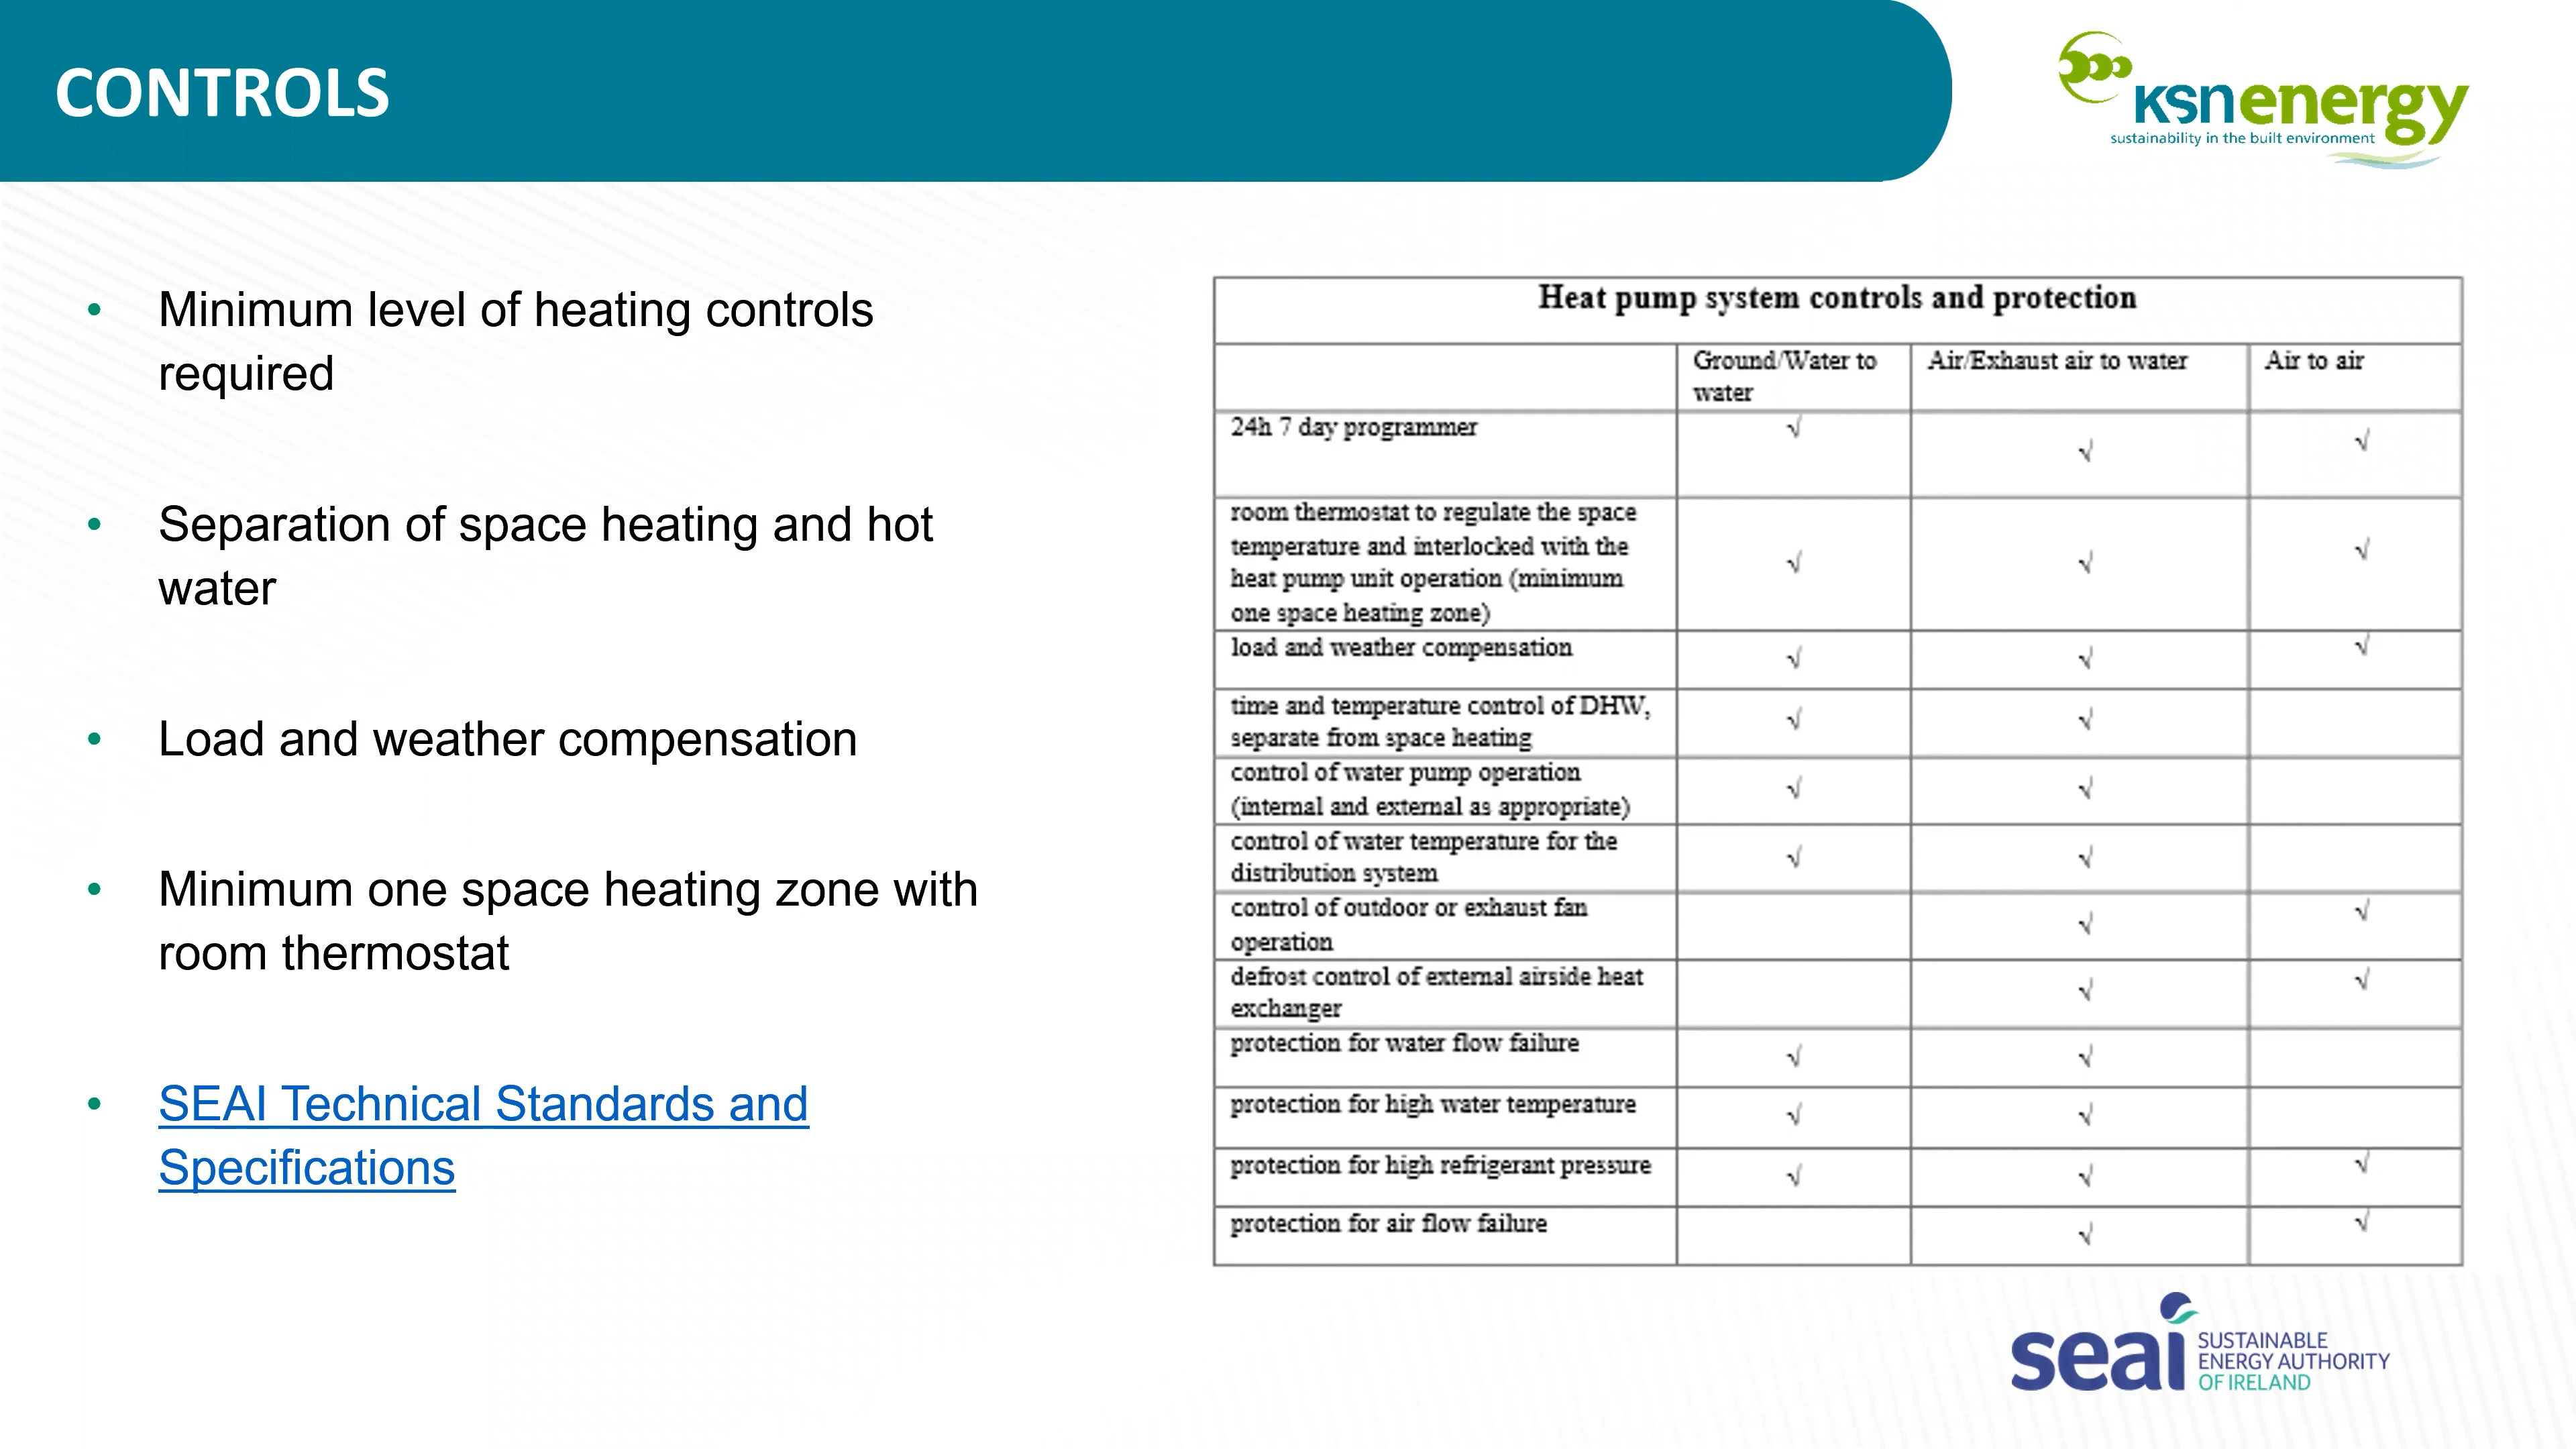 CONTROLS
ksnenergy
sustainability in the built environment
• Minimum level of heating controls
required
• Separation of space heating and hot
water
• Load and weather compensation
• Minimum one space heating zone with
room thermostat
• SEAI Technical Standards and
Specifications
Heat pump system controls and protection
Ground/Water to
water
Air/Exhaust air to water
Air to air
24h 7 day programmer √ √ √
room thermostat to regulate the space
temperature and interlocked with the
heat pump unit operation (minimum
one space heating zone) √ √ √
load and weather compensation √ √ √
time and temperature control of DHW,
separate from space heating √ √
control of water pump operation
(internal and external as appropriate) √ √
control of water temperature for the
distribution system √ √
control of outdoor or exhaust fan
operation √ √
defrost control of external airside heat
exchanger √ √
protection for water flow failure √ √
protection for high water temperature √ √
protection for high refrigerant pressure √ √ √
protection for air flow failure √ √
seai
SUSTAINABLE
ENERGY AUTHORITY
OF IRELAND